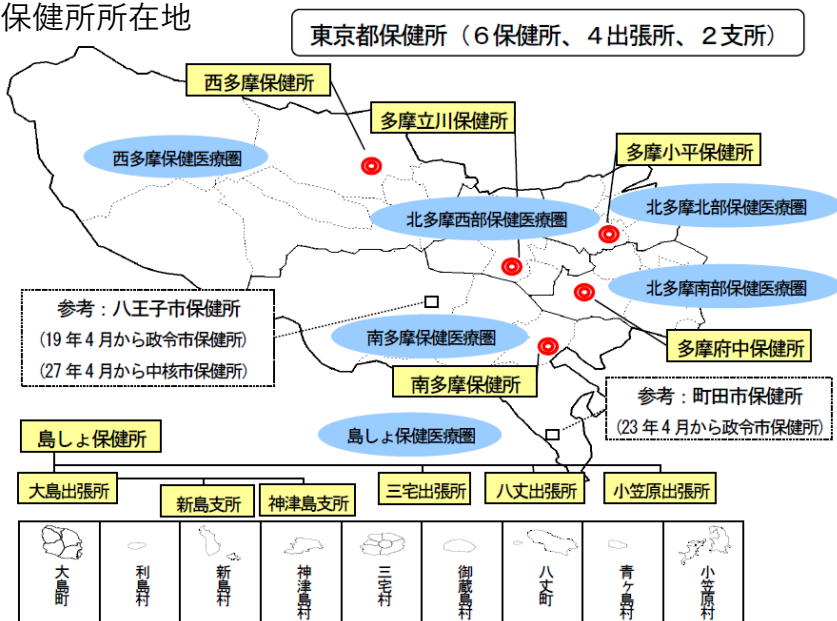 保健所所在地
東京都保健所（６保健所、４出張所、２支所）
西多摩保健所
多摩立川保健所
多摩小平保健所
西多摩保健医療圏
北多摩西部保健医療圏
北多摩北部保健医療圏
北多摩南部保健医療圏
参考：八王子市保健所
(19年4月から政令市保健所)
(27年4月から中核市保健所)
南多摩保健医療圏
多摩府中保健所
南多摩保健所
参考：町田市保健所
(23年4月から政令市保健所)
島しょ保健所
島しょ保健医療圏
大島出張所
新島支所
神津島支所
三宅出張所
八丈出張所
小笠原出張所
大島町
利島村
新島村
神津島村
三宅村
御蔵島村
八丈町
青ヶ島村
小笠原村